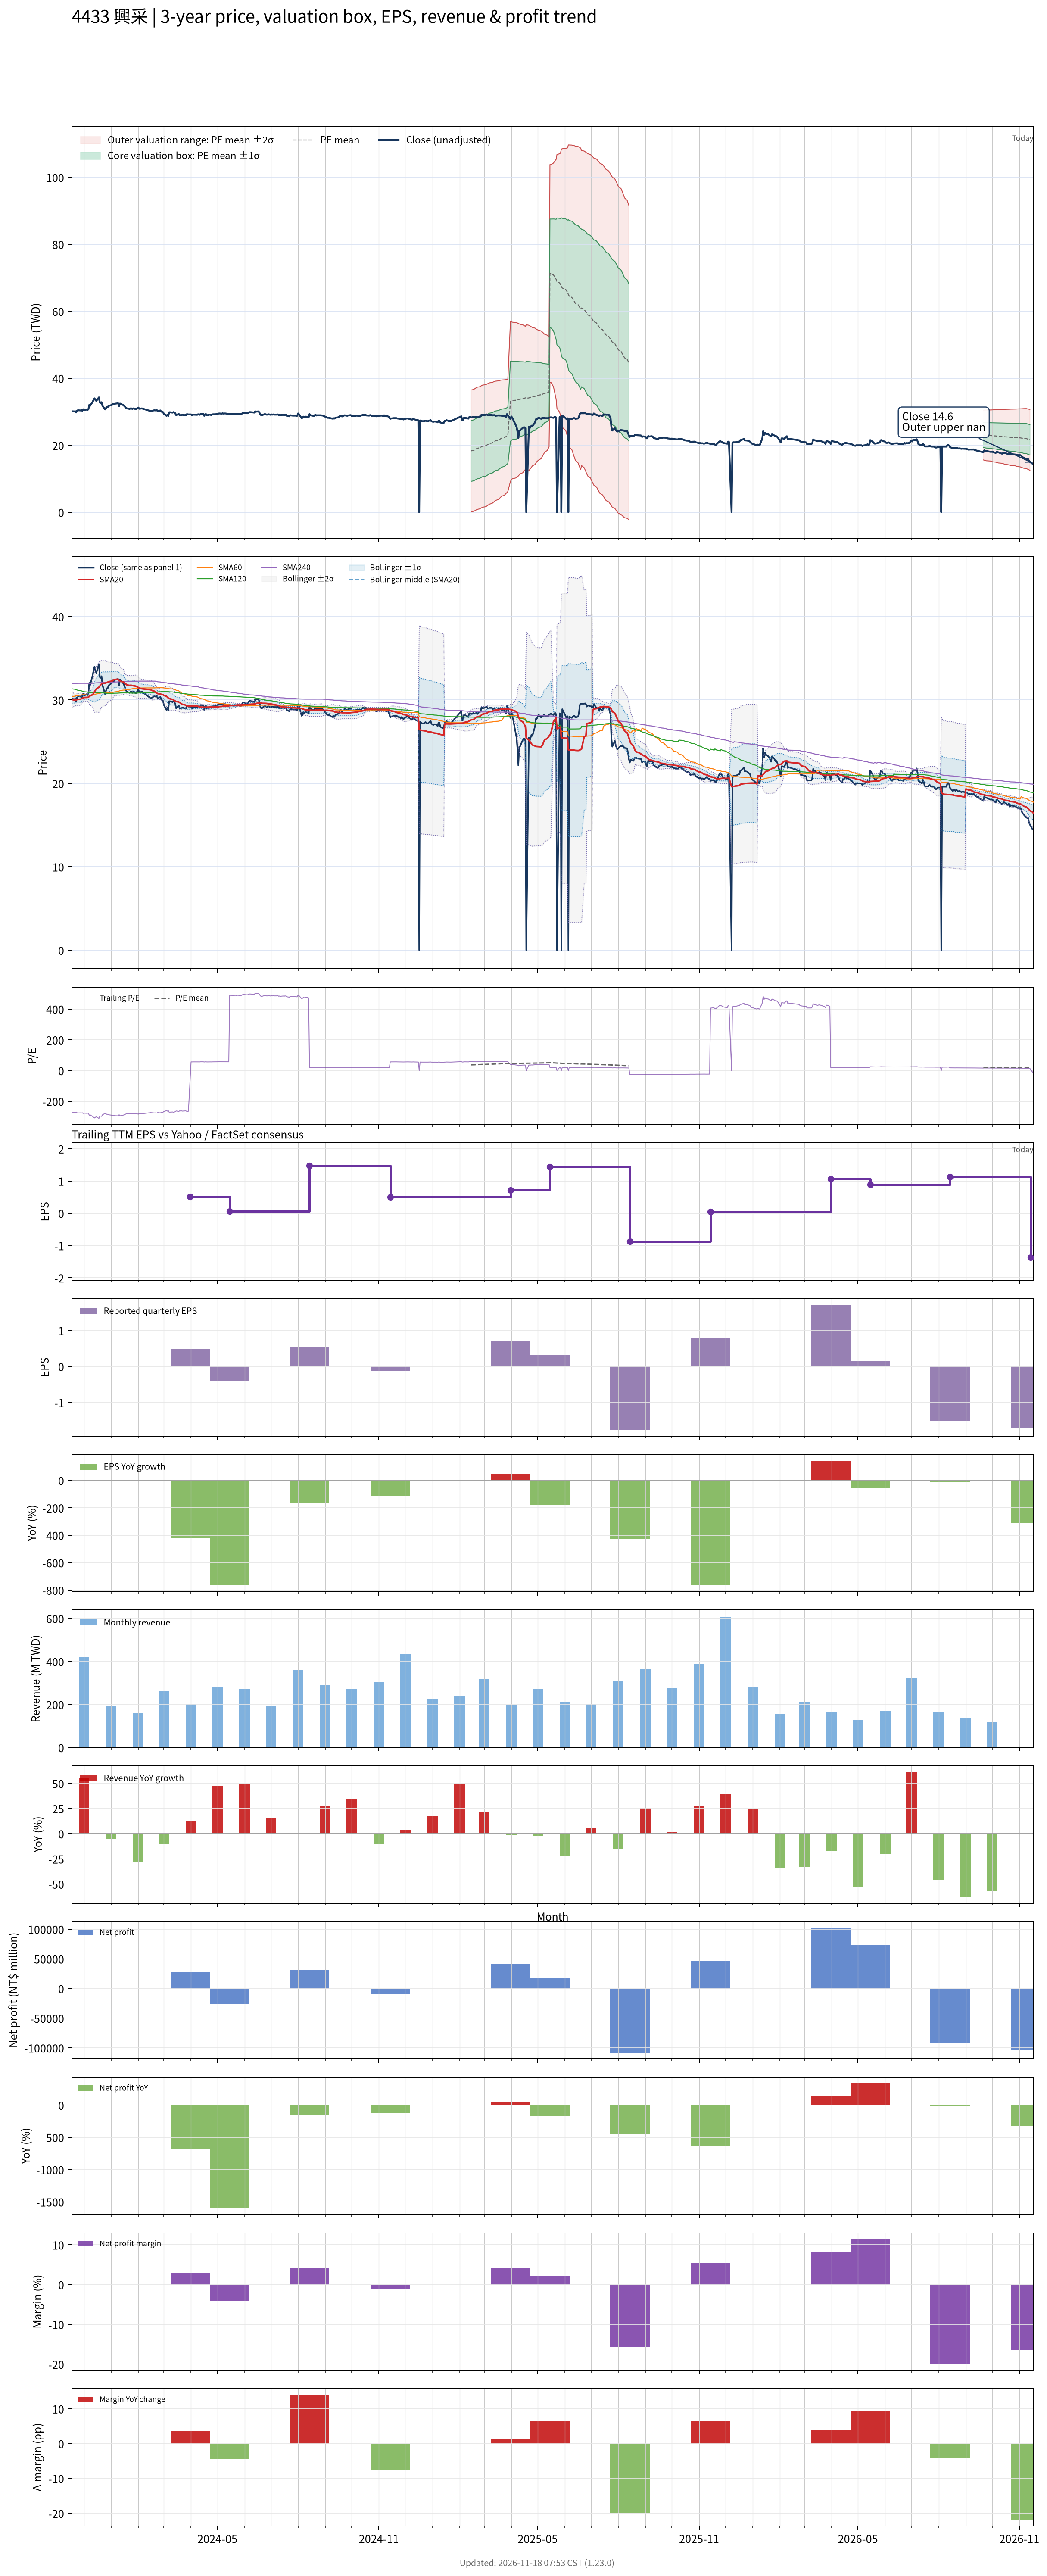 4433 興采 | 3-year price, valuation box, EPS, revenue & profit trend
Outer valuation range: PE mean ±2σ
PE mean
Close (unadjusted)
Core valuation box: PE mean ±1σ
Today
100
80
60
40
20
0
Price (TWD)
Close 14.6
Outer upper nan
Close (same as panel 1)
SMA20
SMA60
SMA120
SMA240
Bollinger ±2σ
Bollinger ±1σ
Bollinger middle (SMA20)
40
30
20
10
0
Price
Trailing P/E
P/E mean
400
200
0
-200
P/E
Trailing TTM EPS vs Yahoo / FactSet consensus
Today
2
1
0
-1
-2
EPS
Reported quarterly EPS
1
0
-1
EPS
EPS YoY growth
0
-200
-400
-600
-800
YoY (%)
Monthly revenue
600
400
200
0
Revenue (M TWD)
Revenue YoY growth
50
25
0
-25
-50
YoY (%)
Month
Net profit
100000
50000
0
-50000
-100000
Net profit (NT$ million)
Net profit YoY
0
-500
-1000
-1500
YoY (%)
Net profit margin
10
0
-10
-20
Margin (%)
Margin YoY change
10
0
-10
-20
Δ margin (pp)
2024-05
2024-11
2025-05
2025-11
2026-05
2026-11
Updated: 2026-11-18 07:53 CST (1.23.0)